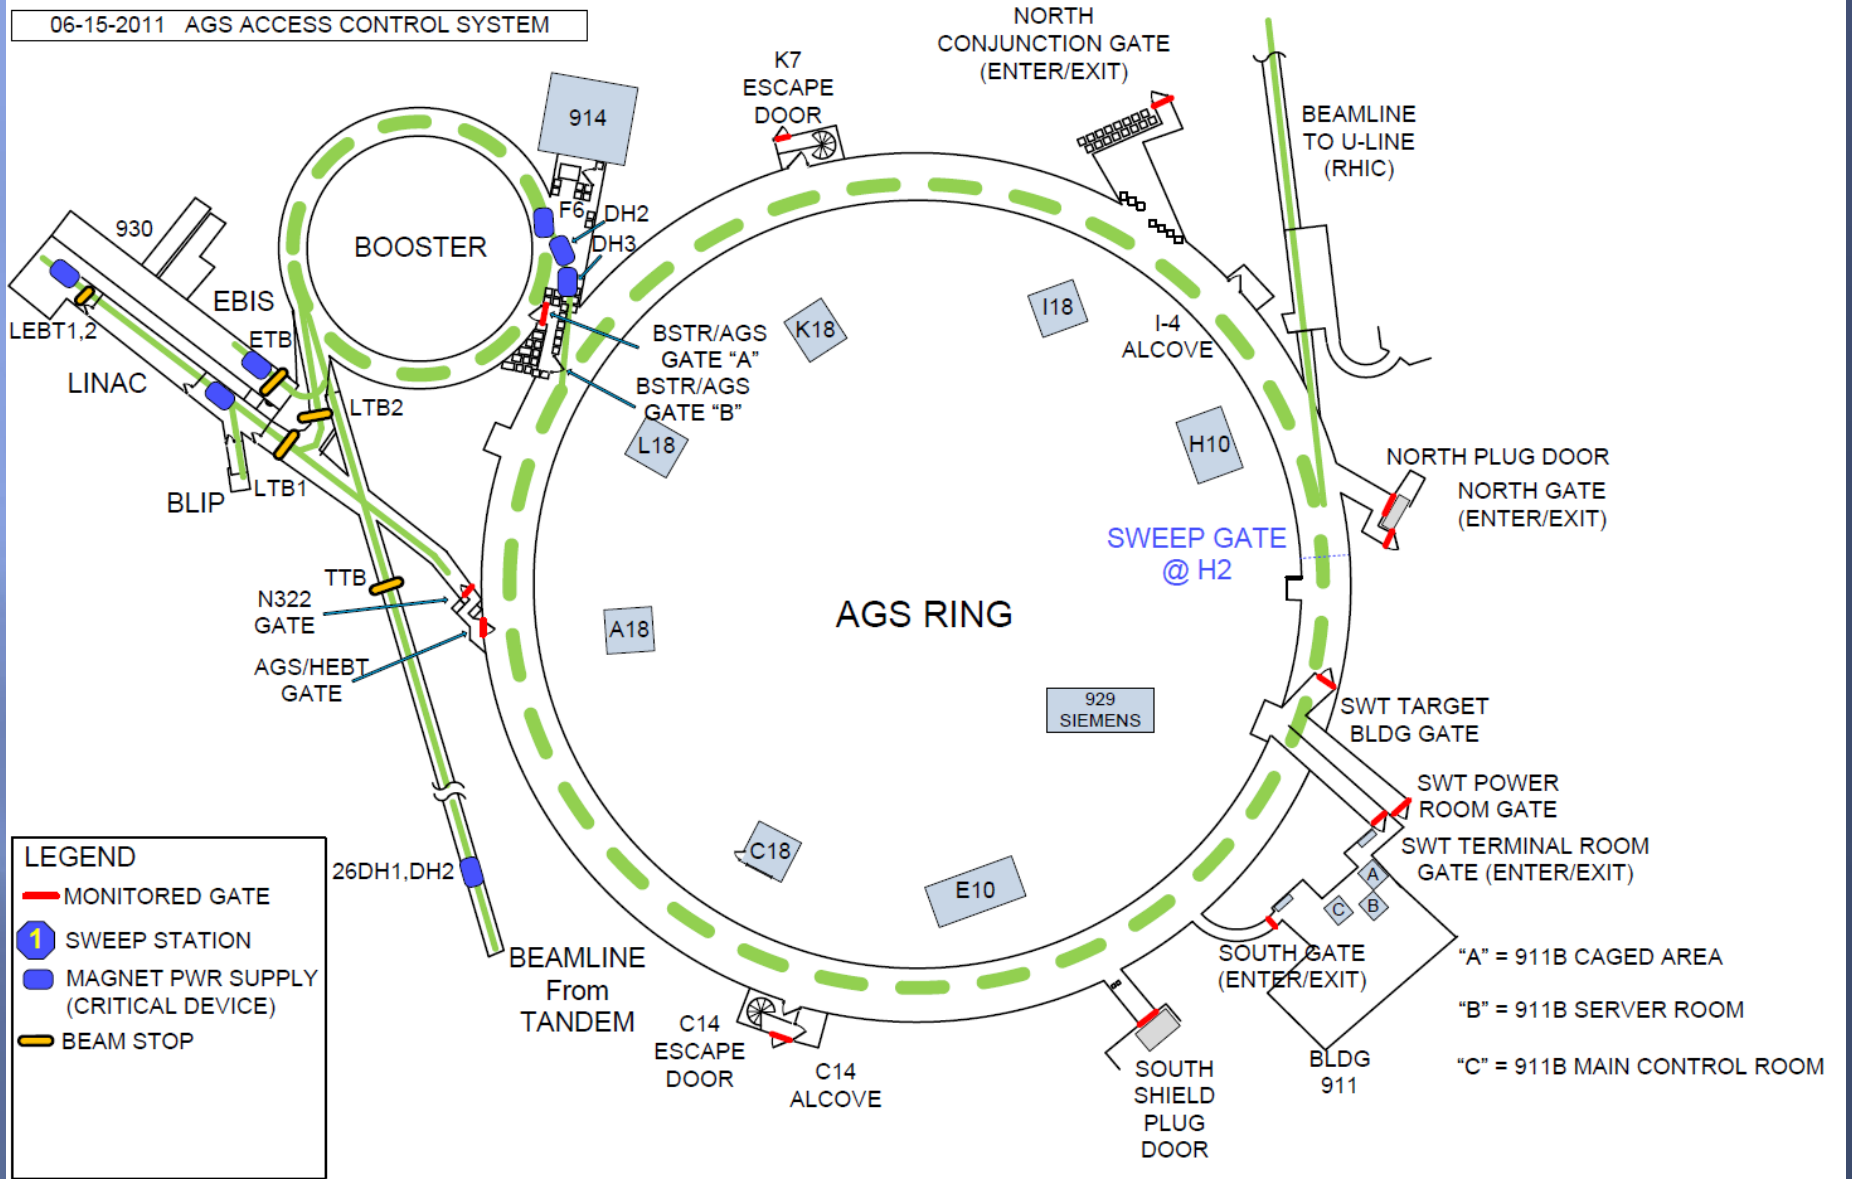 06-15-2011 AGS ACCESS CONTROL SYSTEM
NORTH
CONJUNCTION GATE
(ENTER/EXIT)
K7
ESCAPE
DOOR
914
BEAMLINE
TO U-LINE
(RHIC)
930
F6
DH2
DH3
BOOSTER
EBIS
ETB
LEBT1,2
LINAC
LTB2
BSTR/AGS
GATE “A”
BSTR/AGS
GATE “B”
K18
I18
I-4
ALCOVE
L18
H10
BLIP
LTB1
NORTH PLUG DOOR
NORTH GATE
(ENTER/EXIT)
SWEEP GATE
@ H2
TTB
N322
GATE
AGS/HEBT
GATE
A18
AGS RING
929
SIEMENS
SWT TARGET
BLDG GATE
SWT POWER
ROOM GATE
SWT TERMINAL ROOM
GATE (ENTER/EXIT)
C18
E10
A
B
C
26DH1,DH2
LEGEND
MONITORED GATE
1 SWEEP STATION
MAGNET PWR SUPPLY
(CRITICAL DEVICE)
BEAM STOP
BEAMLINE
From
TANDEM
SOUTH GATE
(ENTER/EXIT)
“A” = 911B CAGED AREA
“B” = 911B SERVER ROOM
“C” = 911B MAIN CONTROL ROOM
C14
ESCAPE
DOOR
C14
ALCOVE
SOUTH
SHIELD
PLUG
DOOR
BLDG
911